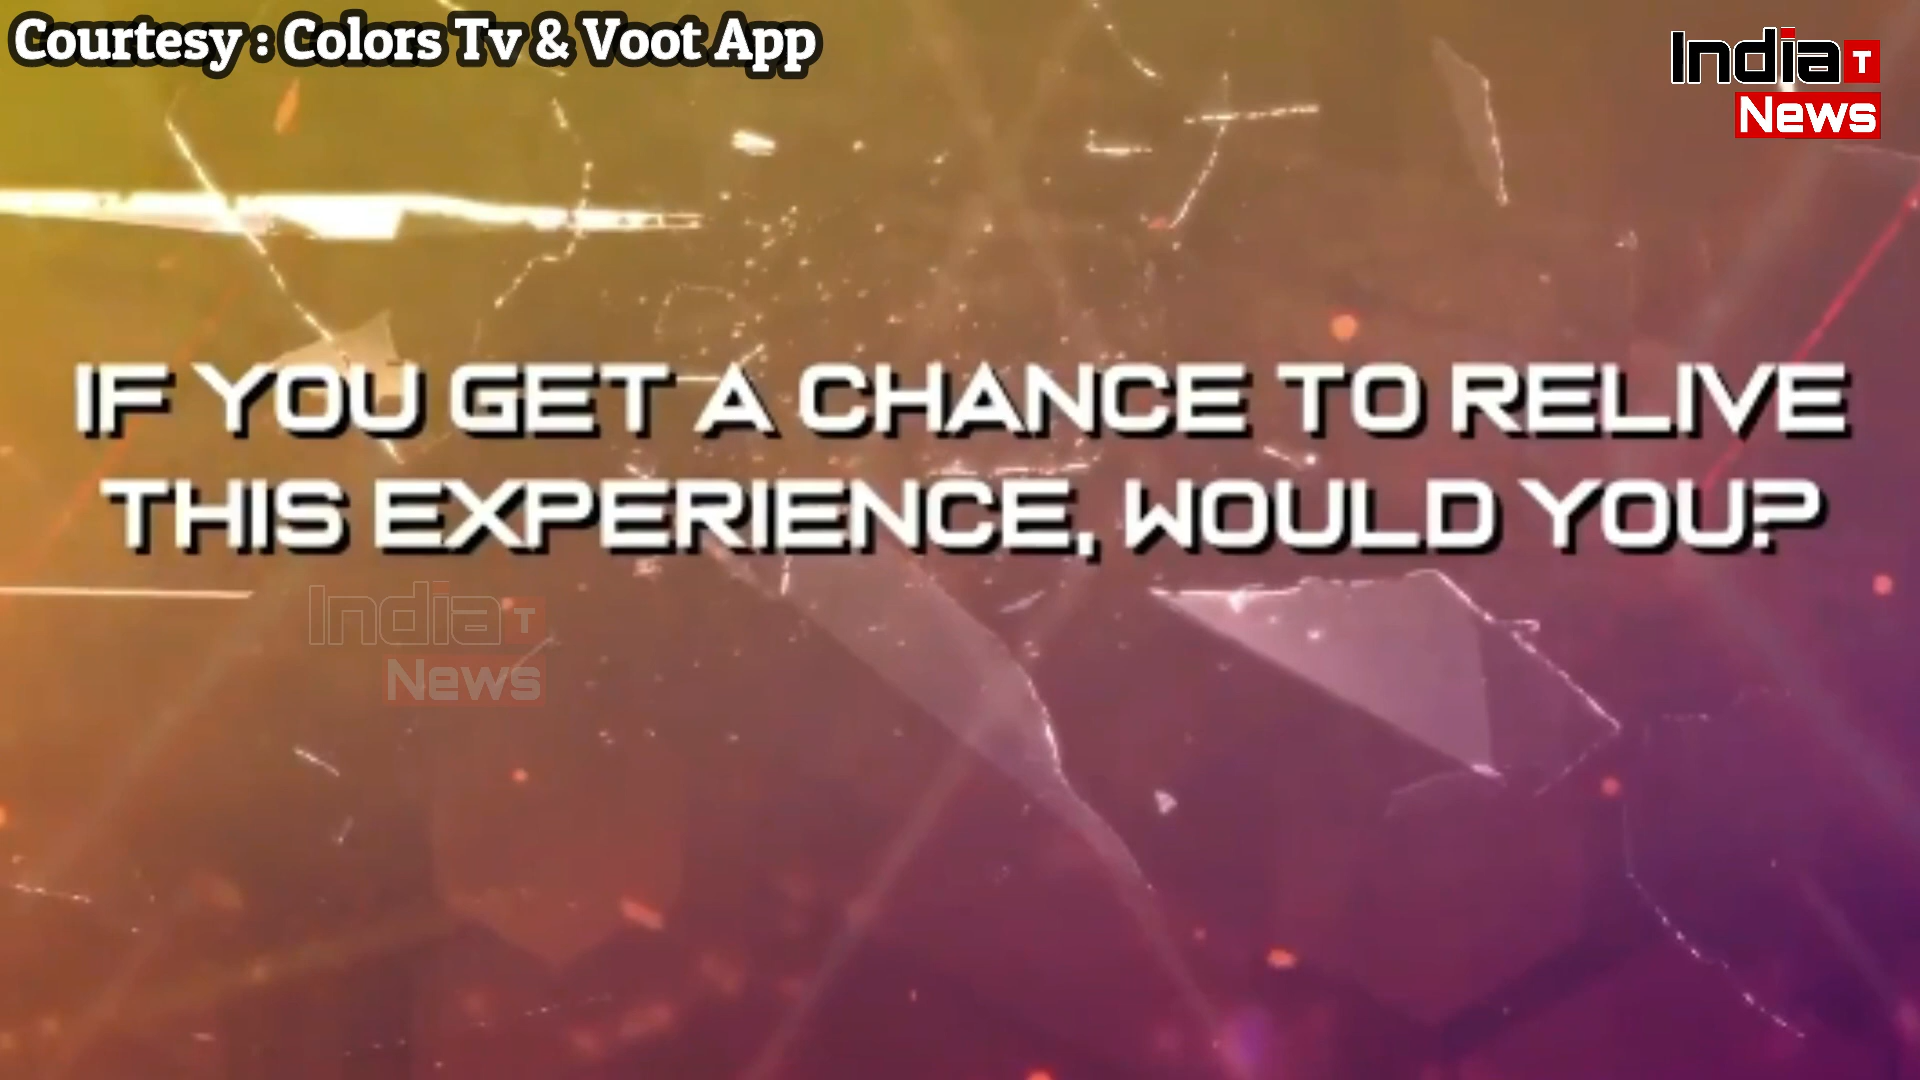 Courtesy : Colors Tv & Voot App
India T
News
IF YOU GET A CHANCE TO RELIVE
THIS EXPERIENCE, WOULD YOU?
India T
News